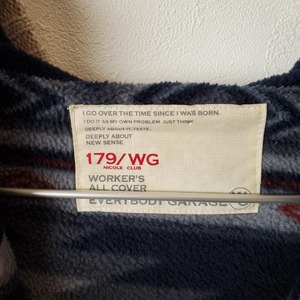 I GO OVER THE TIME SINCE I WAS BORN.
I DO IT AS MY OWN PROBLEM JUST THING
DEEPLY ABOUT IT, TASTE.
DEEPLY ABOUT
NEW SENSE
179/WG
NICOLE CLUB
WORKER'S
ALL COVER
EVERYBODY GARAGE